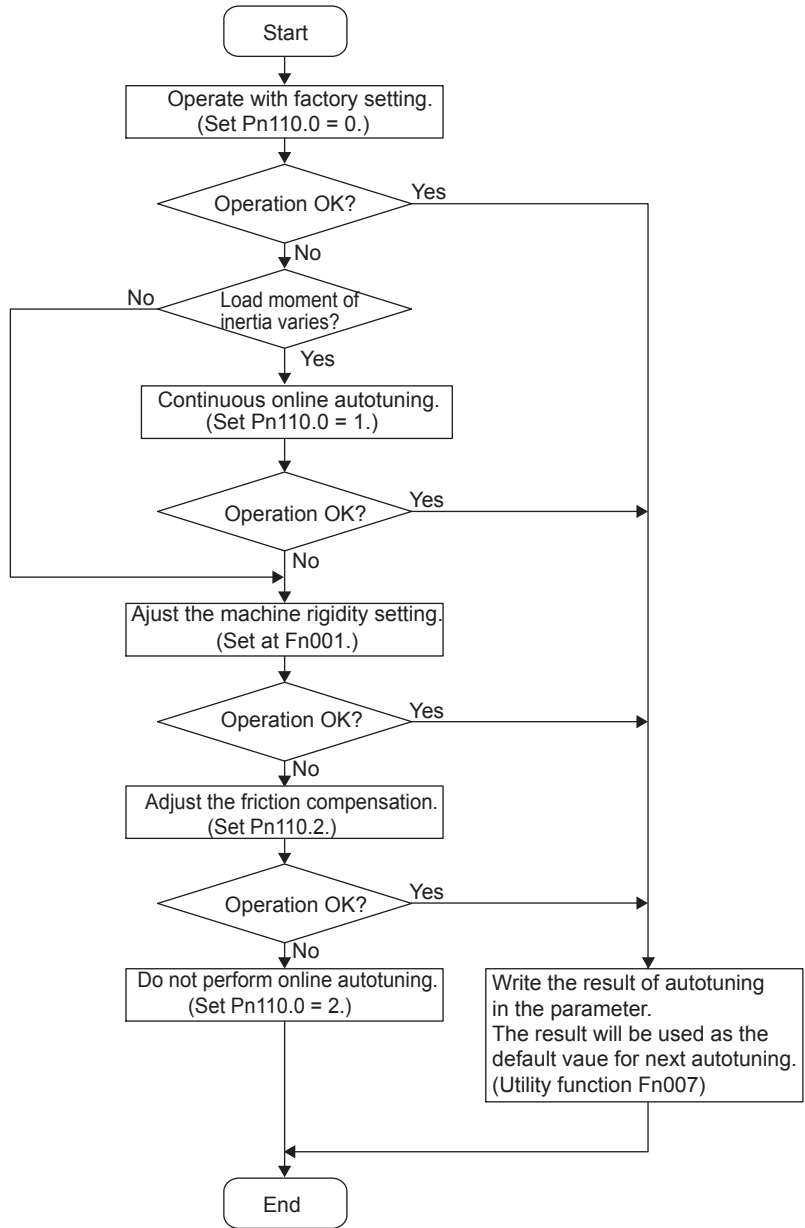 Start
Operate with factory setting.
(Set Pn110.0 = 0.)
Operation OK?
Yes
No
Load moment of
inertia varies?
No
Yes
Continuous online autotuning.
(Set Pn110.0 = 1.)
Operation OK?
Yes
No
Ajust the machine rigidity setting.
(Set at Fn001.)
Operation OK?
Yes
No
Adjust the friction compensation.
(Set Pn110.2.)
Operation OK?
Yes
No
Do not perform online autotuning.
(Set Pn110.0 = 2.)
Write the result of autotuning
in the parameter.
The result will be used as the
default vaue for next autotuning.
(Utility function Fn007)
End